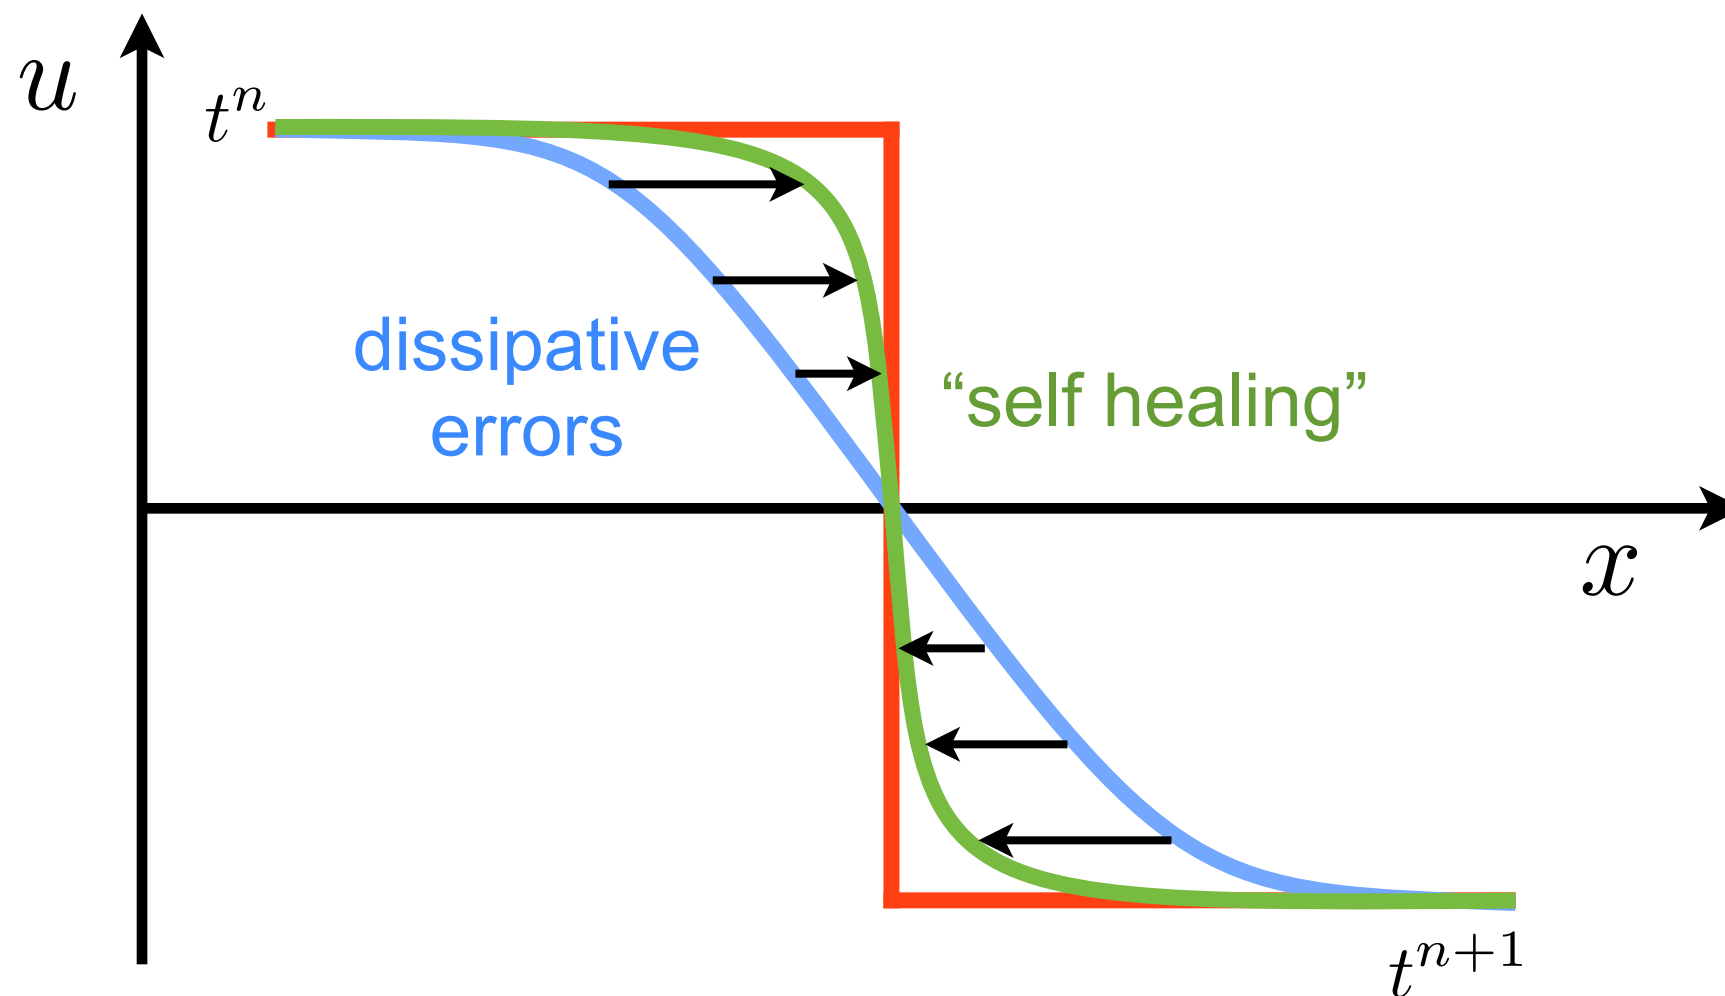 u
t^n
dissipative
errors
“self healing”
x
t^{n+1}